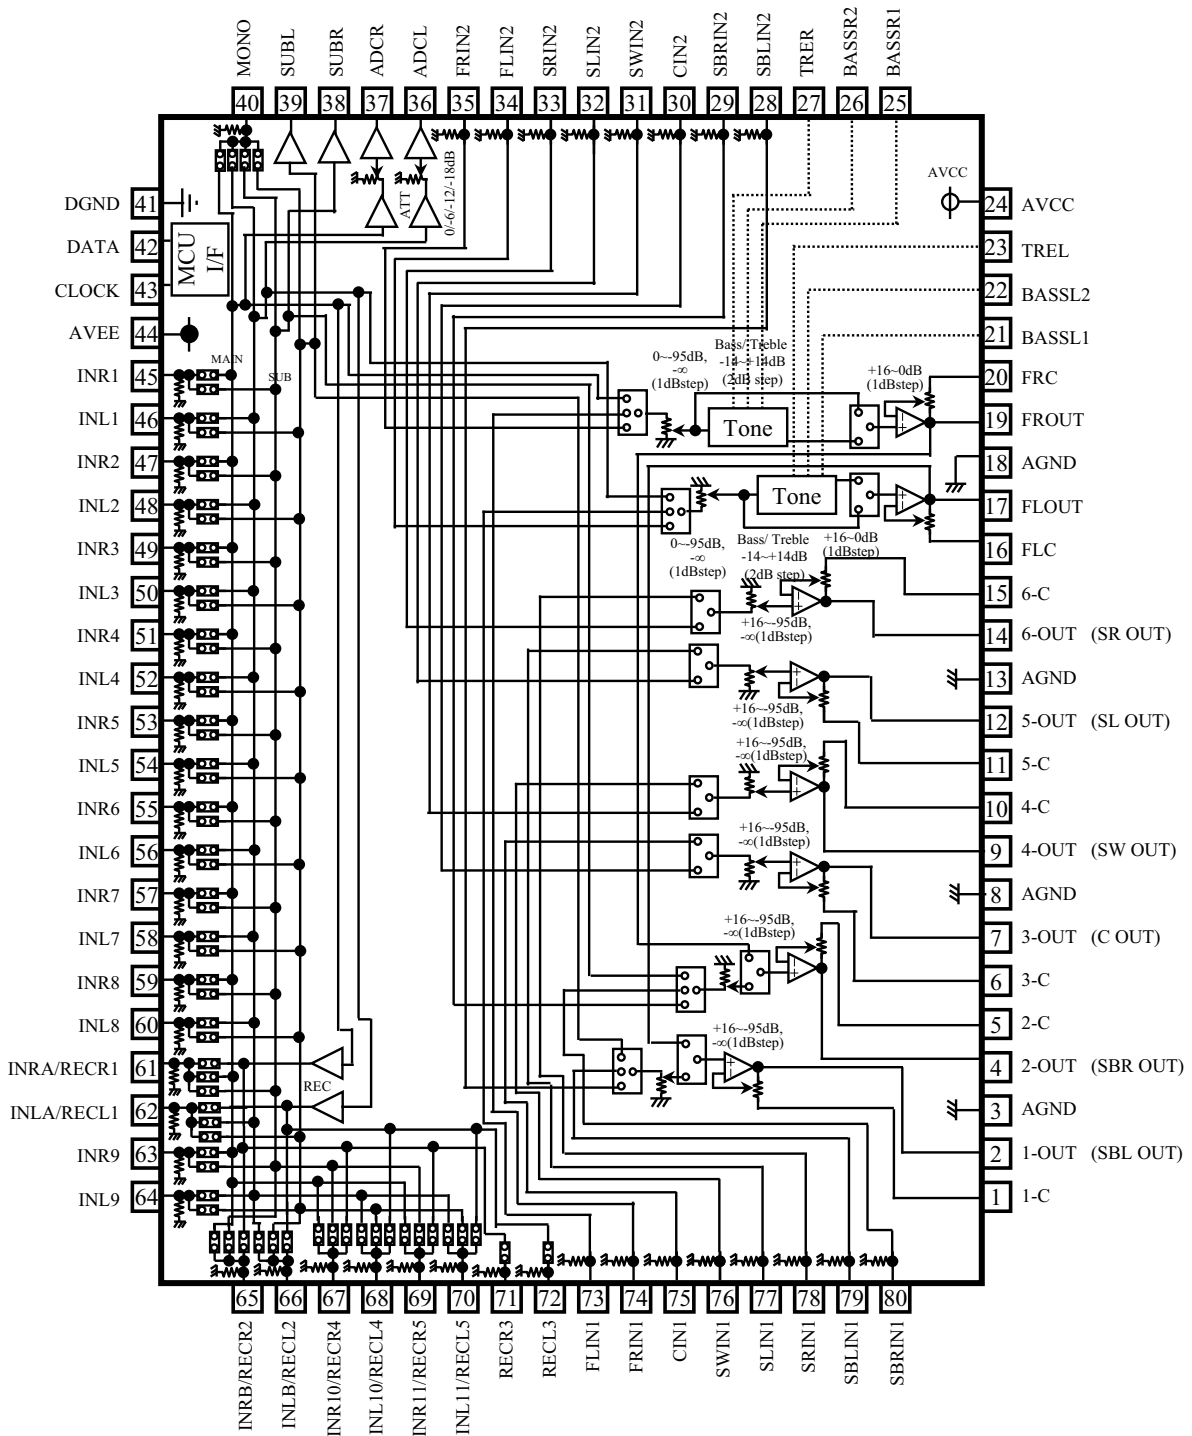 MONO
SUBL
SUBR
ADCR
ADCL
FRIN2
FLIN2
SRIN2
SLIN2
SWIN2
CIN2
SBRIN2
SBLIN2
TRER
BASSR2
BASSR1
40
39
38
37
36
35
34
33
32
31
30
29
28
27
26
25
DGND 41
DATA 42
CLOCK 43
AVEE 44
INR1 45
INL1 46
INR2 47
INL2 48
INR3 49
INL3 50
INR4 51
INL4 52
INR5 53
INL5 54
INR6 55
INL6 56
INR7 57
INL7 58
INR8 59
INL8 60
INRA/RECR1 61
INLA/RECL1 62
INR9 63
INL9 64
MCU
I/F
MAIN
SUB
ATT
0/-6/-12/-18dB
REC
AVCC
24 AVCC
23 TREL
22 BASSL2
21 BASSL1
20 FRC
19 FROUT
18 AGND
17 FLOUT
16 FLC
15 6-C
14 6-OUT (SR OUT)
13 AGND
12 5-OUT (SL OUT)
11 5-C
10 4-C
9 4-OUT (SW OUT)
8 AGND
7 3-OUT (C OUT)
6 3-C
5 2-C
4 2-OUT (SBR OUT)
3 AGND
2 1-OUT (SBL OUT)
1 1-C
0~-95dB,
-∞
(1dBstep)
Bass/ Treble
-14~+14dB
(2dB step)
+16~0dB
(1dBstep)
Tone
Tone
0~-95dB,
-∞
(1dBstep)
Bass/ Treble
-14~+14dB
(2dB step)
+16~0dB
(1dBstep)
+16~-95dB,
-∞(1dBstep)
+16~-95dB,
-∞(1dBstep)
+16~-95dB,
-∞(1dBstep)
+16~-95dB,
-∞(1dBstep)
+16~-95dB,
-∞(1dBstep)
+16~-95dB,
-∞(1dBstep)
65
66
67
68
69
70
71
72
73
74
75
76
77
78
79
80
INRB/RECR2
INLB/RECL2
INR10/RECR4
INL10/RECL4
INR11/RECR5
INL11/RECL5
RECR3
RECL3
FLIN1
FRIN1
CIN1
SWIN1
SLIN1
SRIN1
SBLIN1
SBRIN1